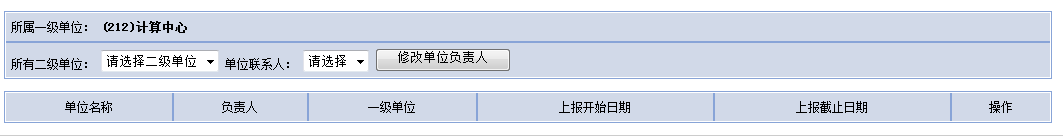 所属一级单位： (212)计算中心
所有二级单位： 请选择二级单位 单位联系人： 请选择 修改单位负责人
单位名称 负责人 一级单位 上报开始日期 上报截止日期 操作